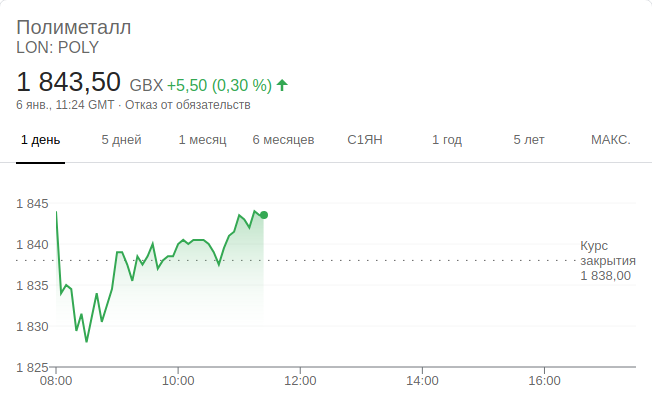 Полиметалл
LON: POLY
1 843,50 GBX +5,50 (0,30 %)
6 янв., 11:24 GMT · Отказ от обязательств
1 день 5 дней 1 месяц 6 месяцев С1ЯН 1 год 5 лет МАКС.
1 845
1 840
Курс
закрытия
1 838,00
1 835
1 830
1 825
08:00 10:00 12:00 14:00 16:00